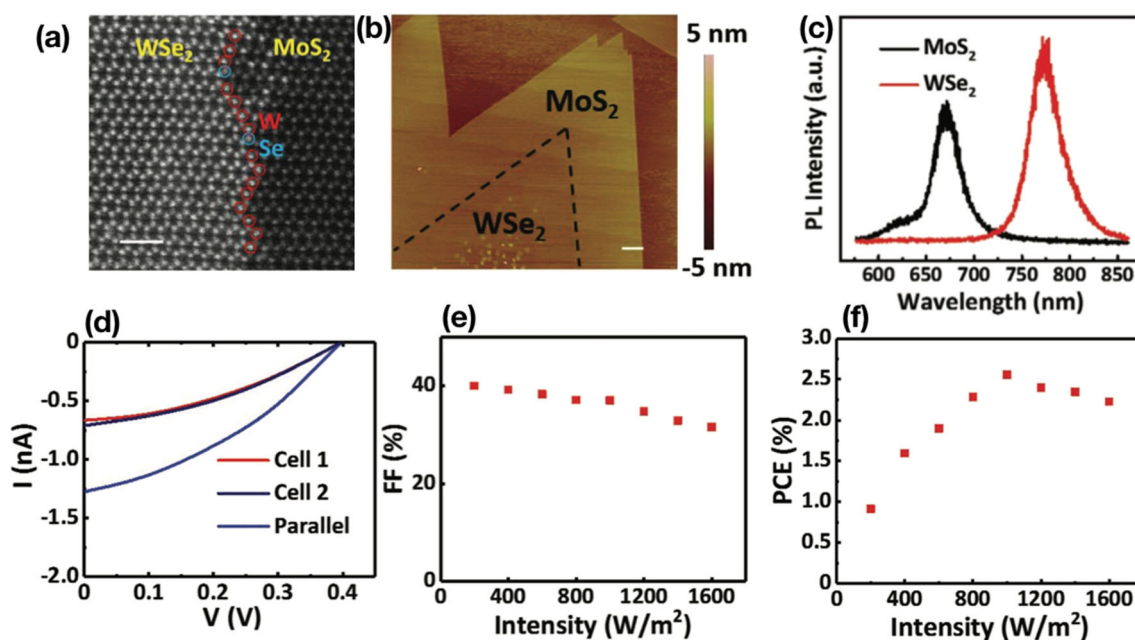 (a)
WSe2
MoS2
W
Se
(b)
MoS2
WSe2
5 nm
-5 nm
(c)
MoS2
WSe2
PL Intensity (a.u.)
600 650 700 750 800 850
Wavelength (nm)
(d)
0
-0.5
-1.0
-1.5
-2.0
I (nA)
Cell 1
Cell 2
Parallel
0 0.1 0.2 0.3 0.4
V (V)
(e)
40
20
0
FF (%)
0 400 800 1200 1600
Intensity (W/m²)
(f)
3.0
2.5
2.0
1.5
1.0
0.5
0
PCE (%)
0 400 800 1200 1600
Intensity (W/m²)